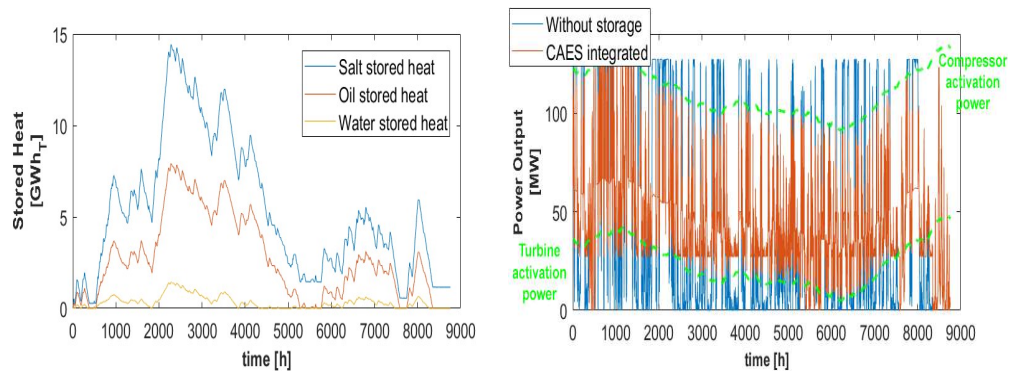 15
10
5
0
Stored Heat
[GWh_T]
Salt stored heat
Oil stored heat
Water stored heat
0 1000 2000 3000 4000 5000 6000 7000 8000 9000
time [h]
Without storage
CAES integrated
Compressor
activation
power
100
50
0
Power Output
[MW]
Turbine
activation
power
0 1000 2000 3000 4000 5000 6000 7000 8000 9000
time [h]